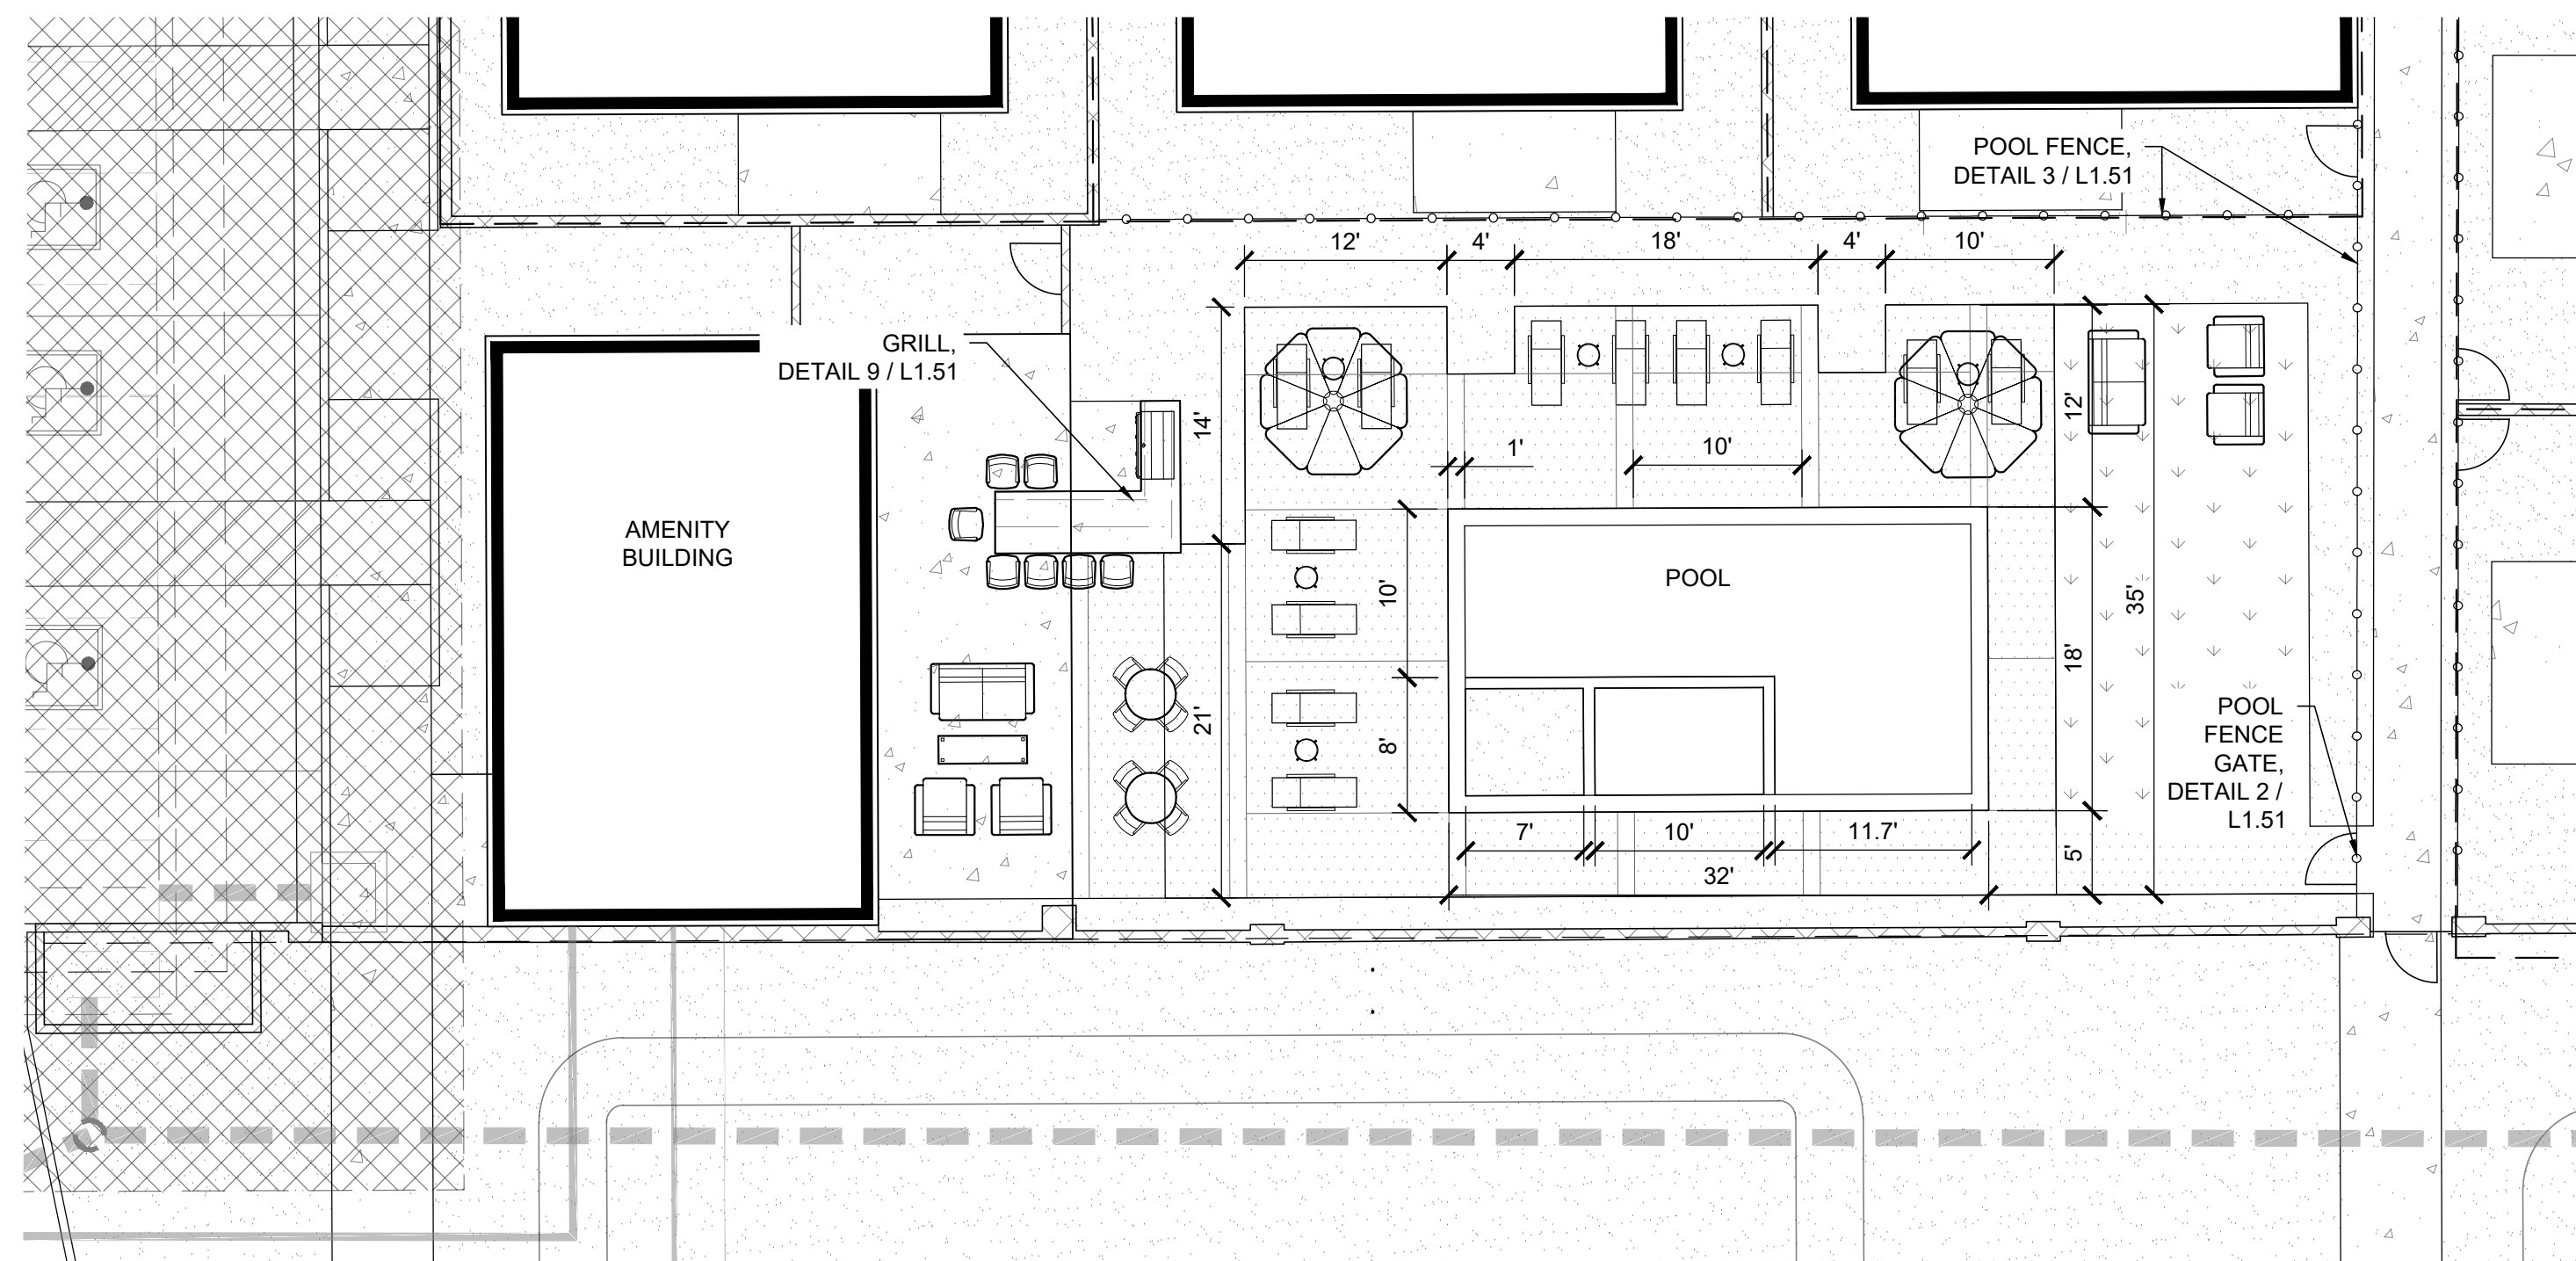 POOL FENCE,
DETAIL 3 / L1.51
12'
4'
18'
4'
10'
GRILL,
DETAIL 9 / L1.51
14'
12'
1'
10'
AMENITY
BUILDING
POOL
10'
35'
18'
21'
8'
POOL
FENCE
GATE,
DETAIL 2 /
L1.51
7'
10'
11.7'
5'
32'